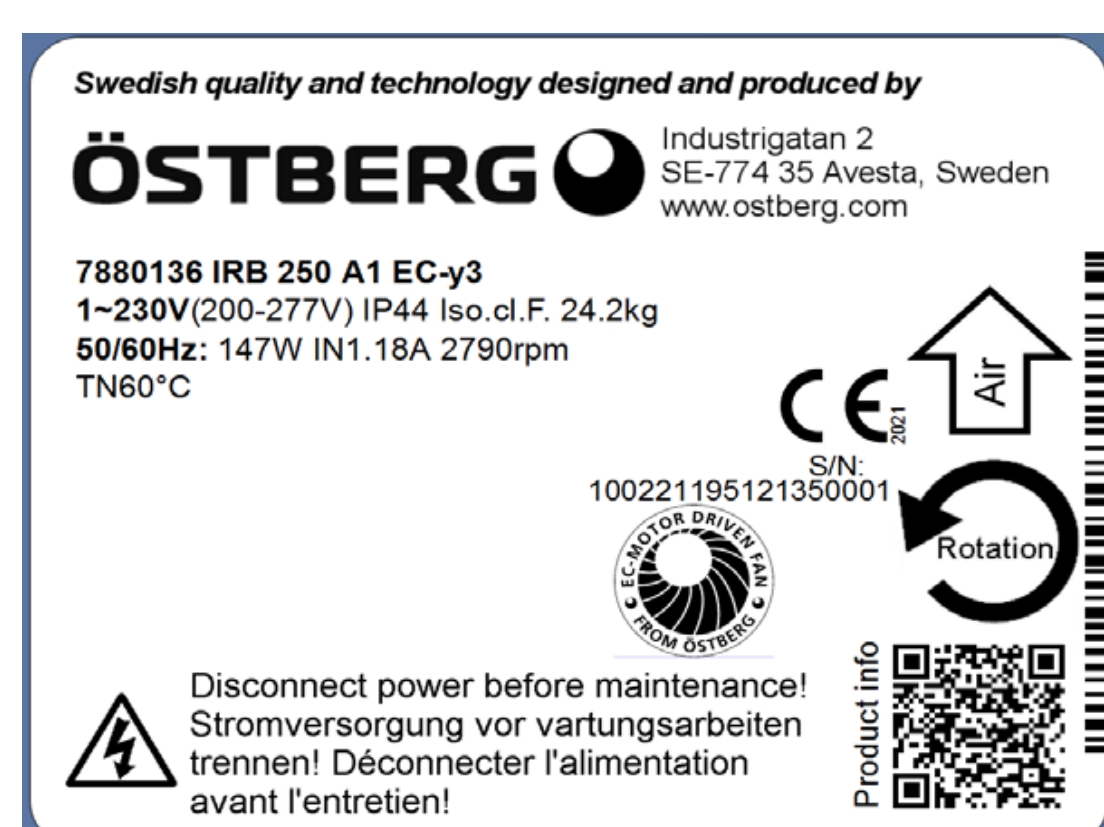 Swedish quality and technology designed and produced by
ÖSTBERG
Industrigatan 2
SE-774 35 Avesta, Sweden
www.ostberg.com
7880136 IRB 250 A1 EC-y3
1~230V(200-277V) IP44 Iso.cl.F. 24.2kg
50/60Hz: 147W IN1.18A 2790rpm
TN60°C
Air
CE
2021
S/N:
100221195121350001
Rotation
EC-MOTOR DRIVEN FAN
FROM ÖSTBERG
Product info
Disconnect power before maintenance!
Stromversorgung vor vartungsarbeiten
trennen! Déconnecter l'alimentation
avant l'entretien!